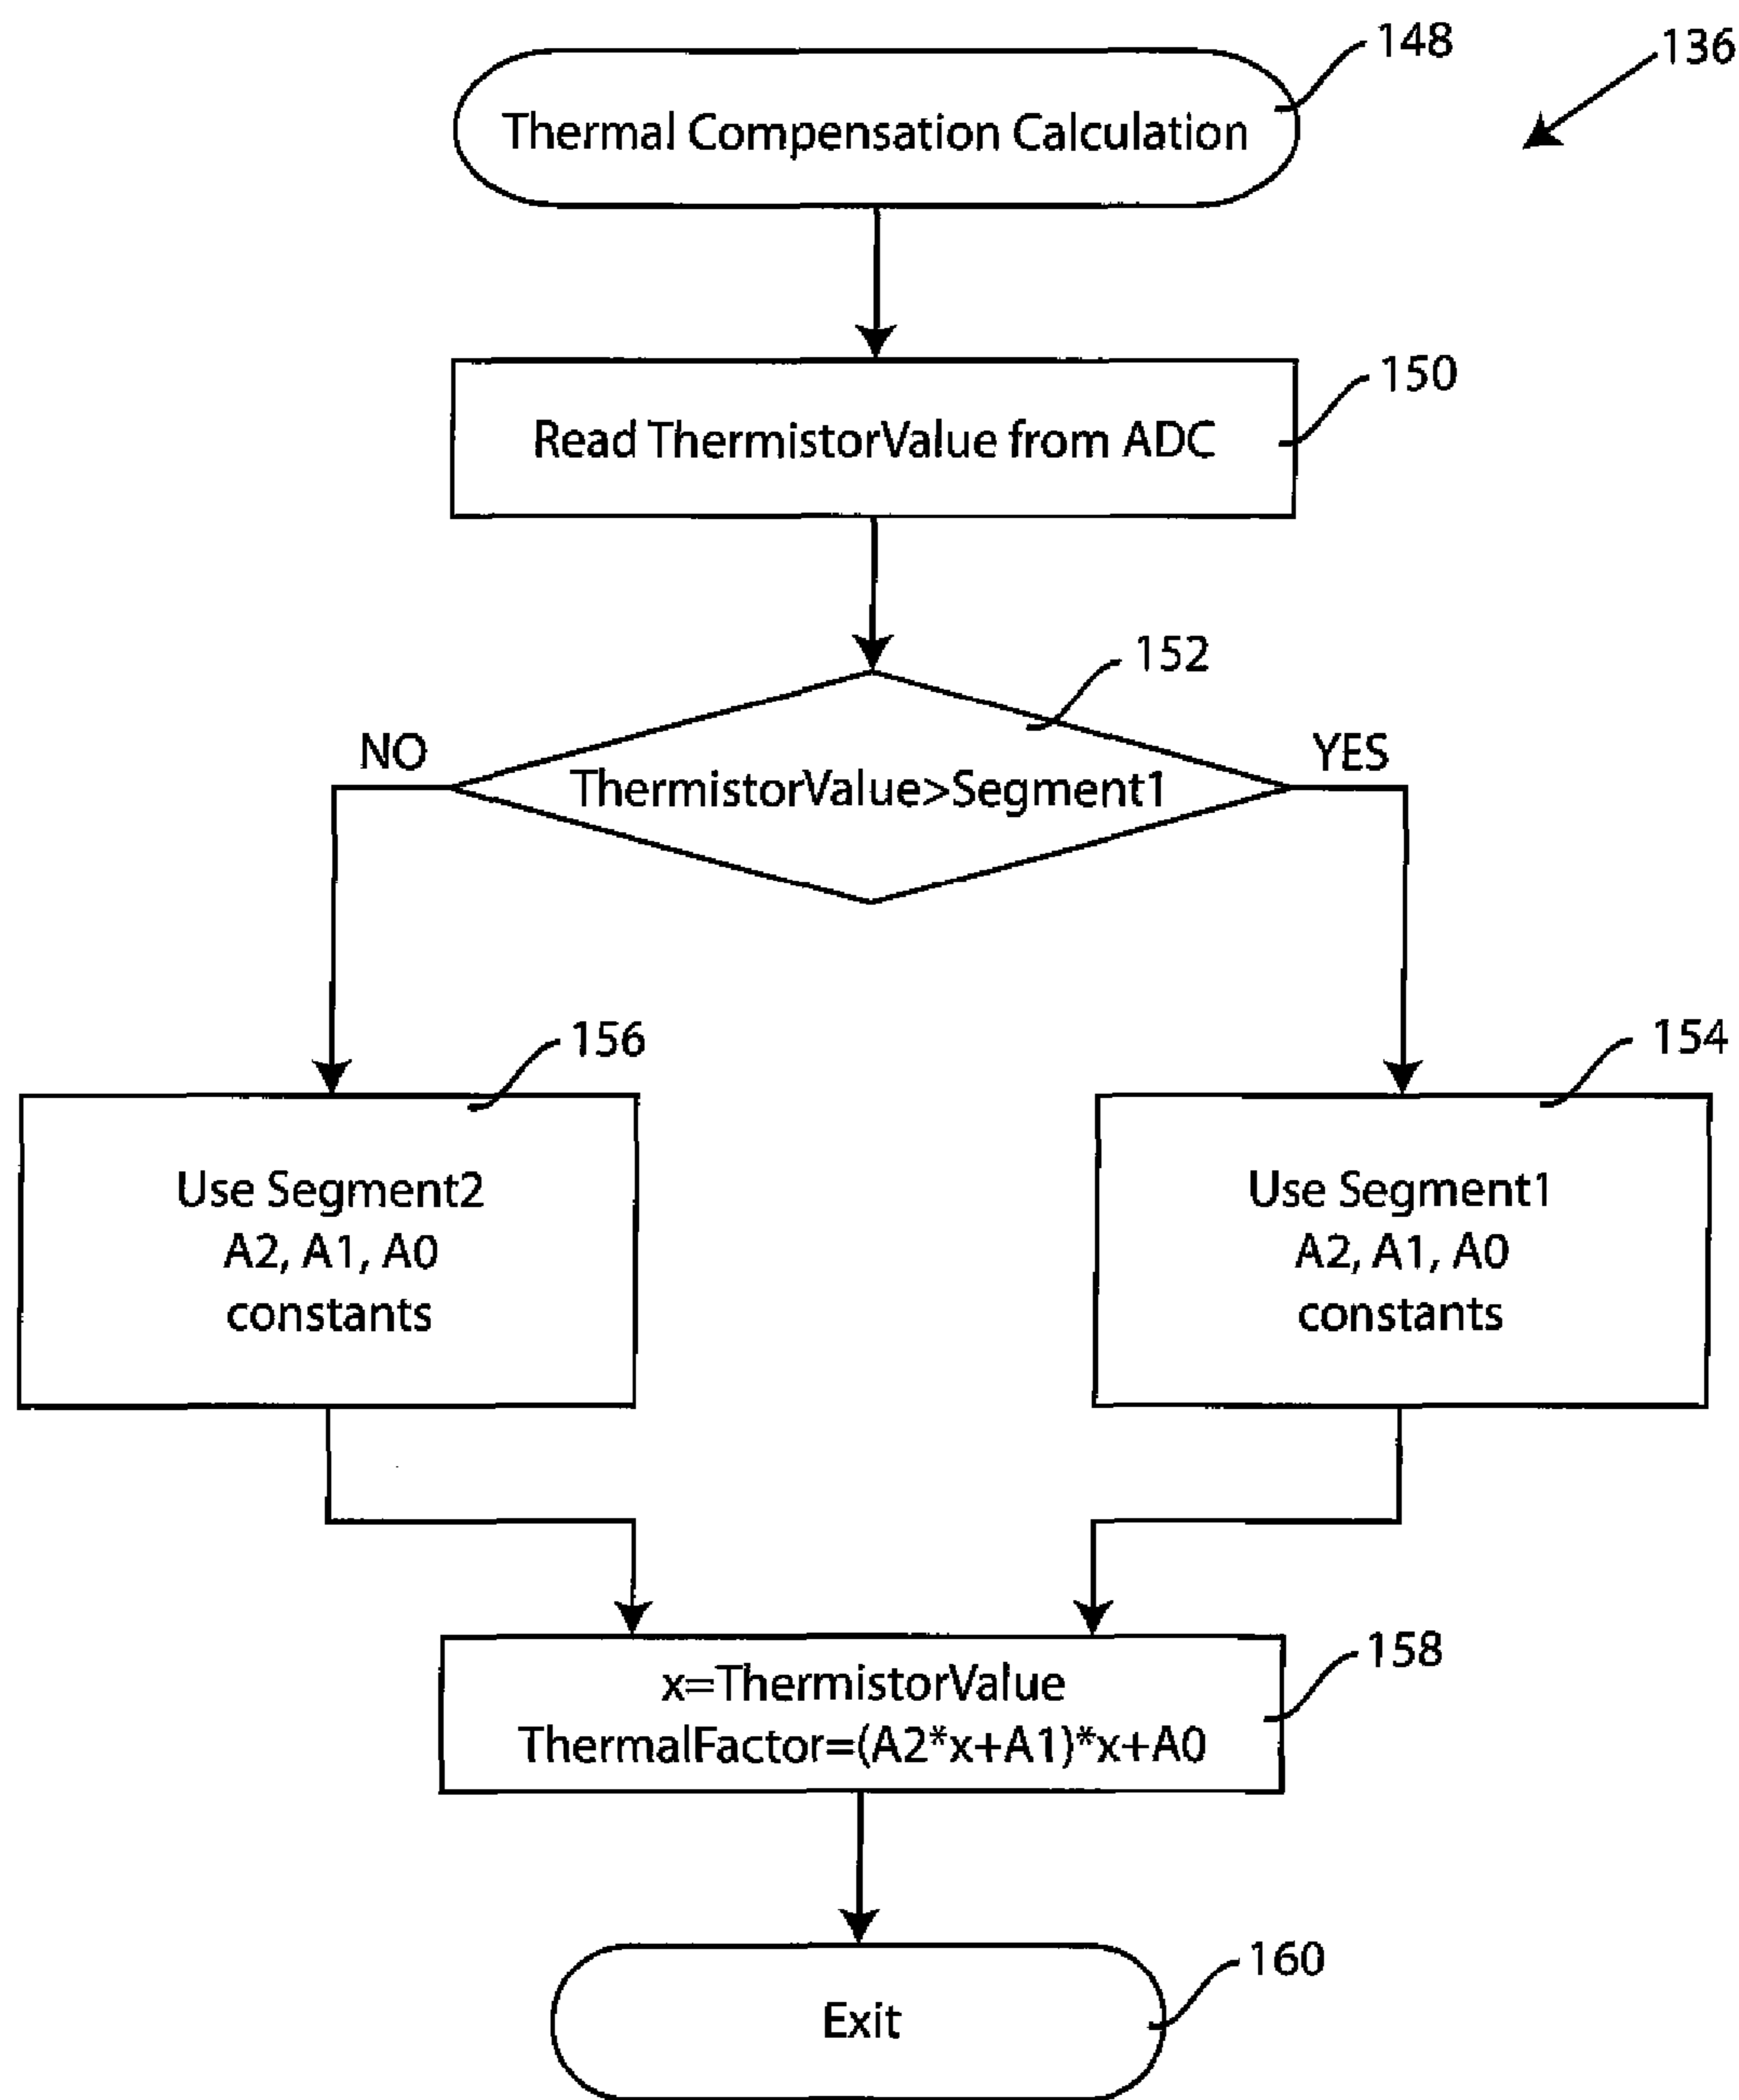 148
136
Thermal Compensation Calculation
150
Read ThermistorValue from ADC
152
NO
YES
ThermistorValue>Segment1
156
154
Use Segment2
A2, A1, A0
constants
Use Segment1
A2, A1, A0
constants
158
x=ThermistorValue
ThermalFactor=(A2*x+A1)*x+A0
160
Exit